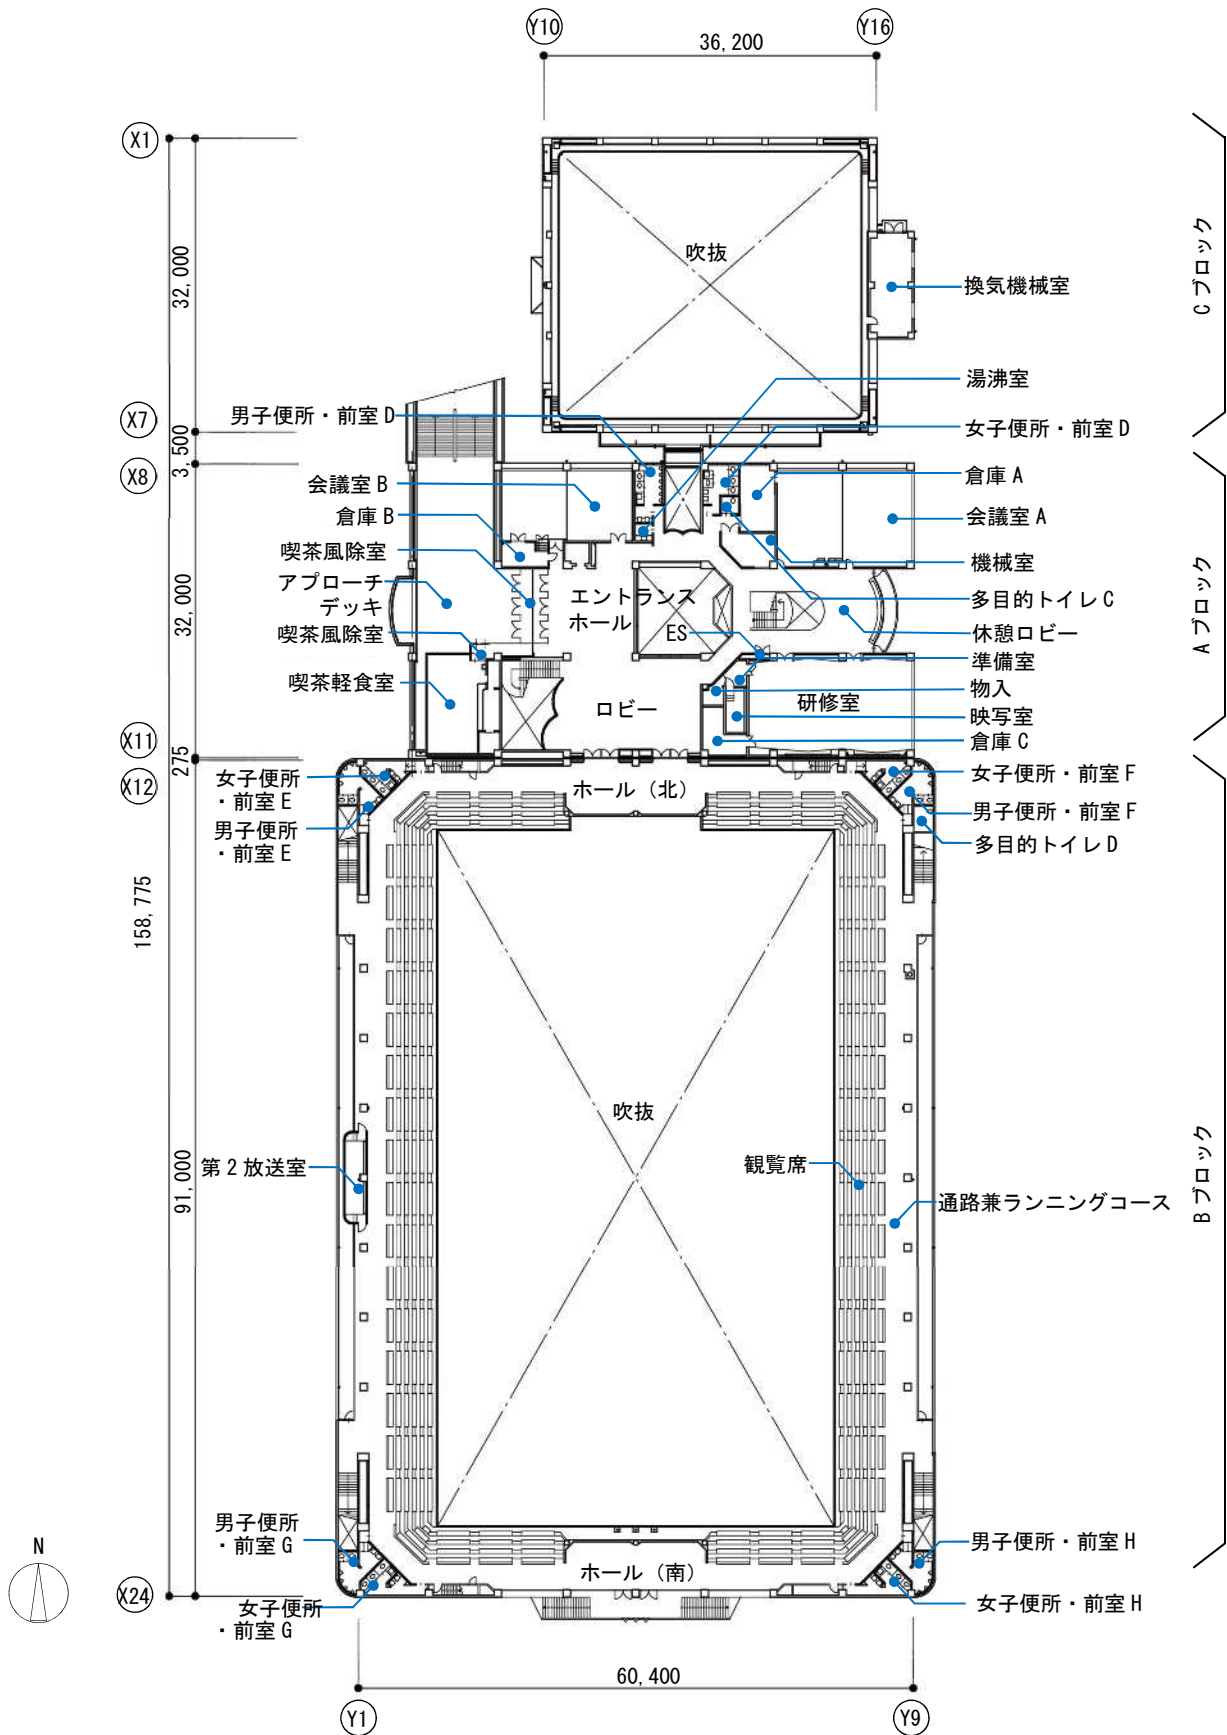 Y10
Y16
36,200
X1
32,000
Cブロック
吹抜
換気機械室
湯沸室
男子便所・前室D
女子便所・前室D
X7
3,500
X8
会議室B
倉庫A
倉庫B
会議室A
喫茶風除室
機械室
アプローチ
デッキ
エントランス
ホール
多目的トイレC
32,000
Aブロック
喫茶風除室
ES
休憩ロビー
準備室
喫茶軽食室
物入
ロビー
研修室
映写室
倉庫C
X11
275
X12
女子便所
・前室E
ホール(北)
女子便所・前室F
男子便所
・前室E
男子便所・前室F
多目的トイレD
158,775
吹抜
第2放送室
観覧席
91,000
通路兼ランニングコース
Bブロック
男子便所
・前室G
男子便所・前室H
N
ホール(南)
X24
女子便所
・前室G
女子便所・前室H
60,400
Y1
Y9